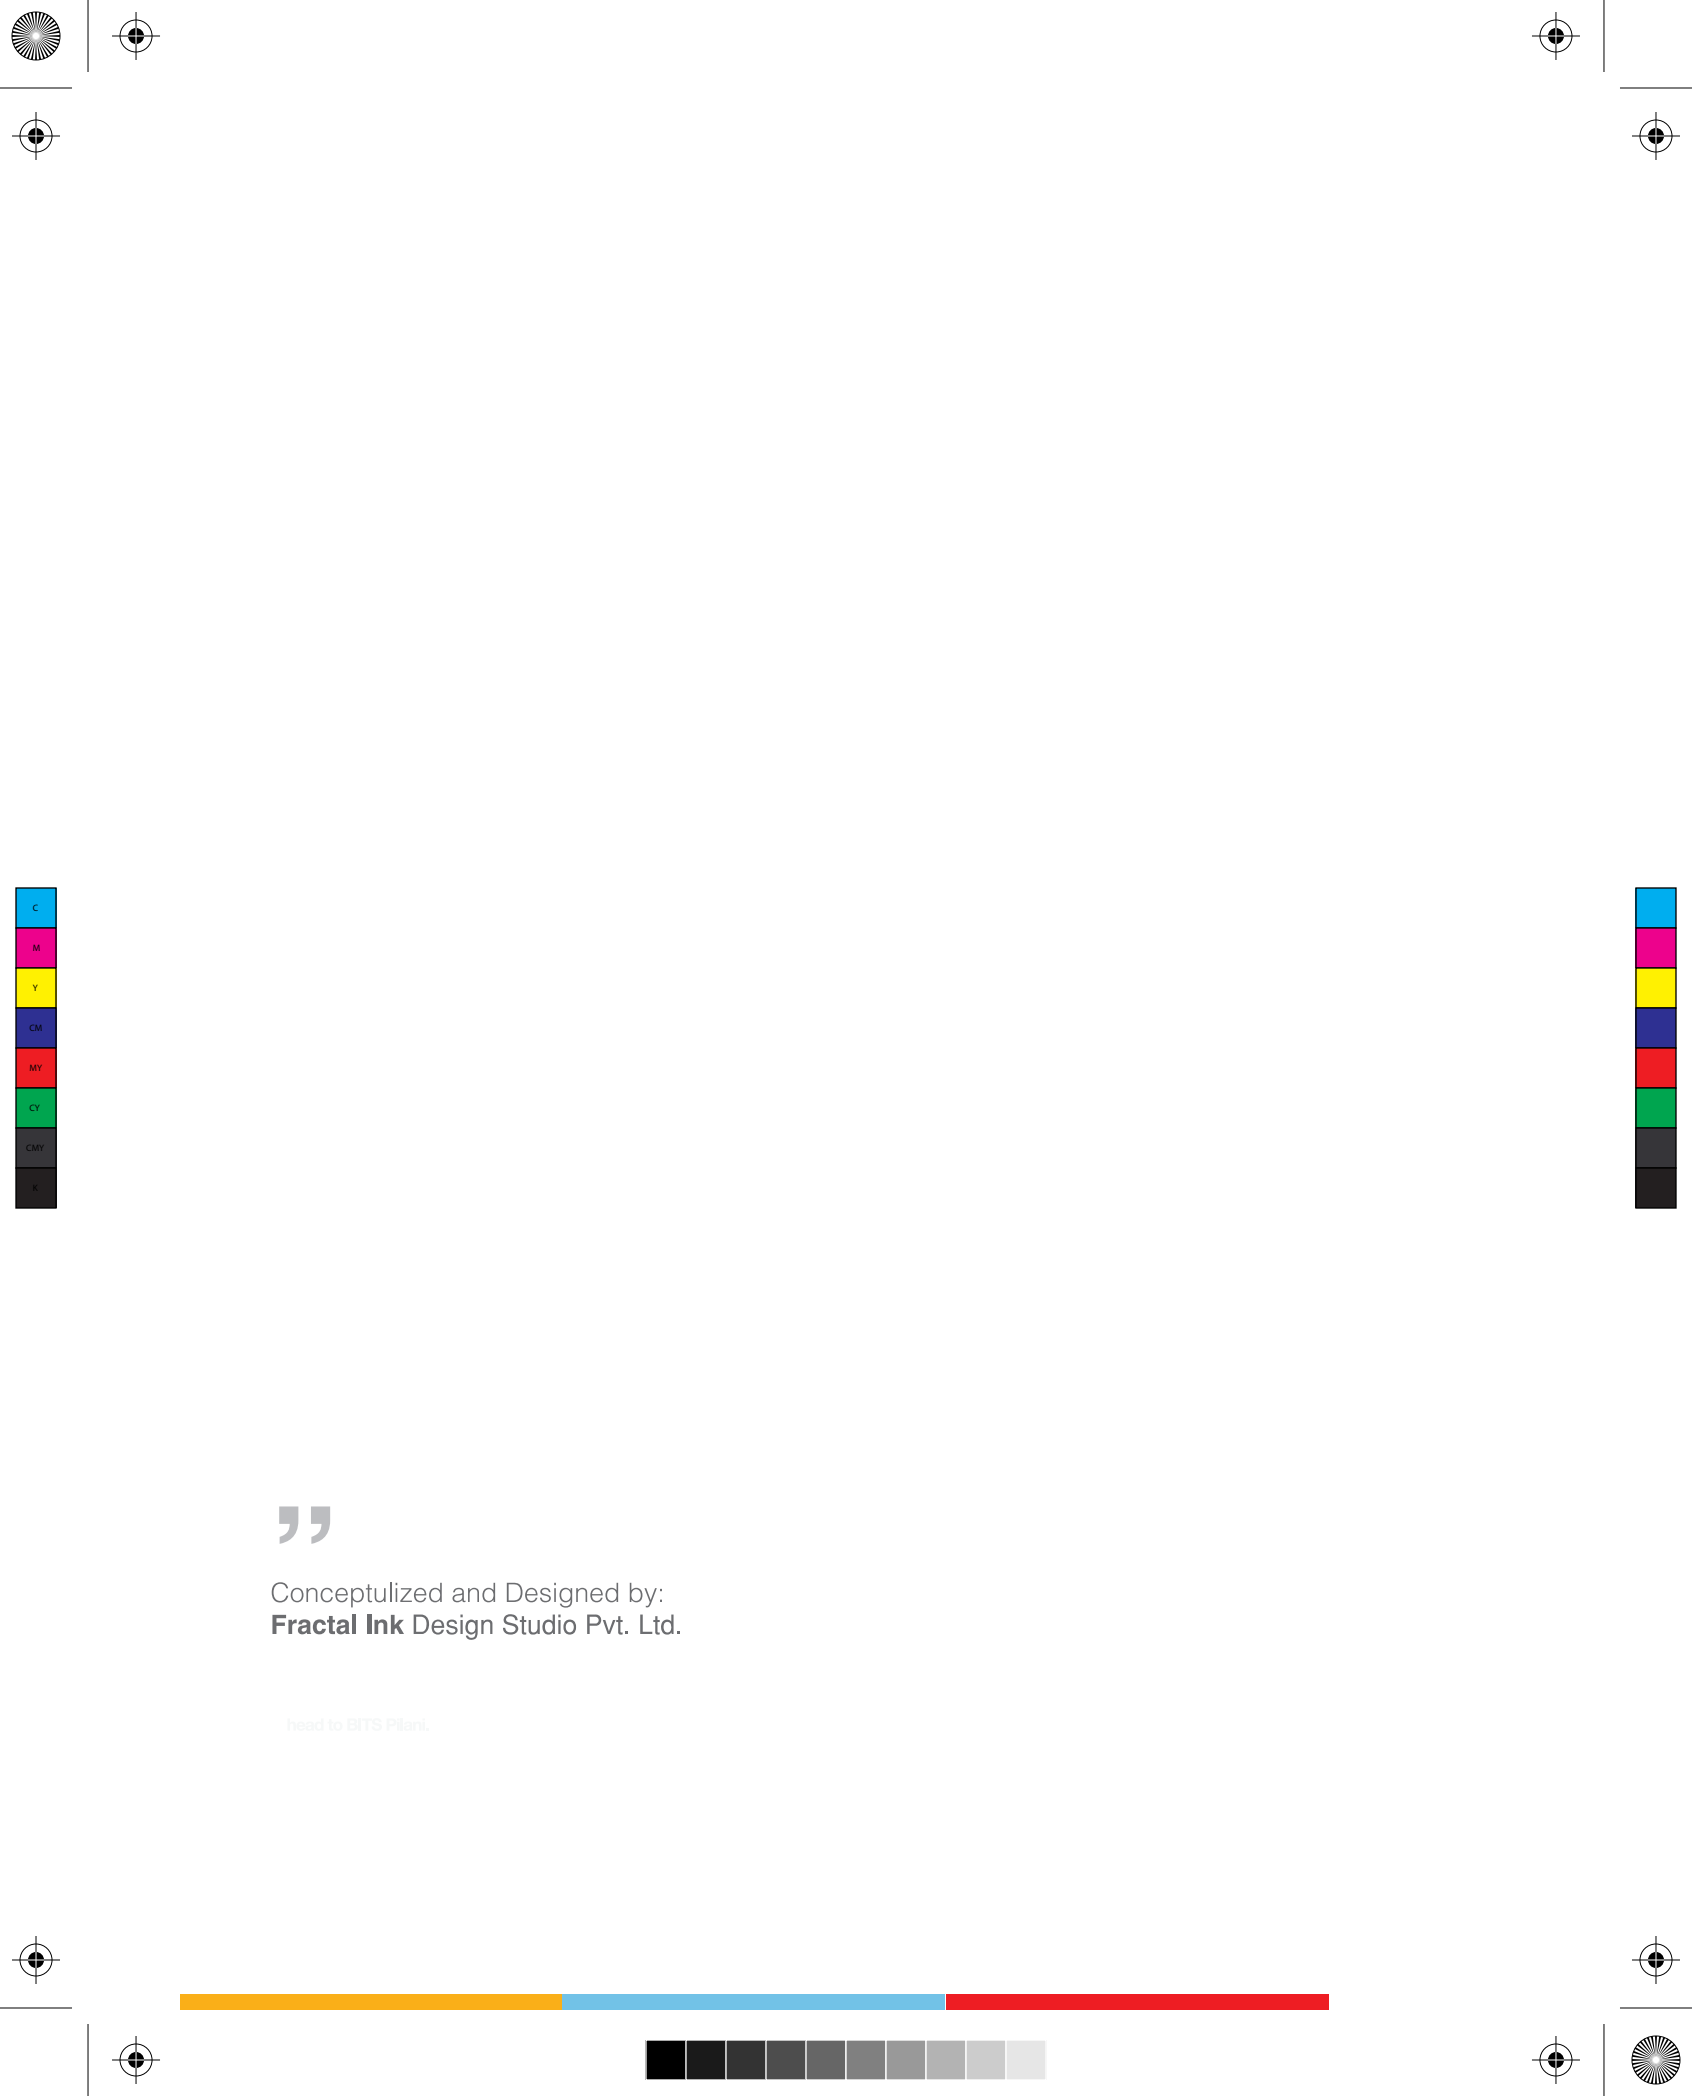 C
M
Y
CM
MY
CY
CMY
K
”
Conceptulized and Designed by:
Fractal Ink Design Studio Pvt. Ltd.
head to BITS Pilani.